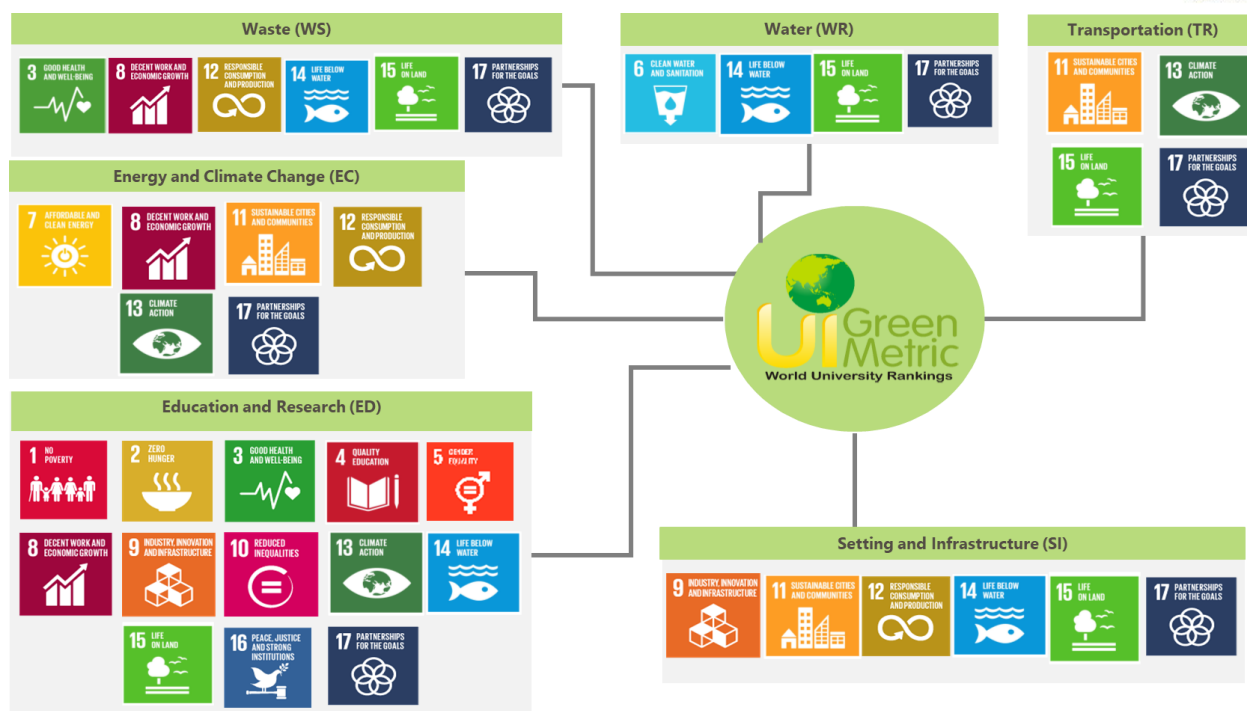 Waste (WS)
3 GOOD HEALTH
AND WELL-BEING
8 DECENT WORK AND
ECONOMIC GROWTH
12 RESPONSIBLE
CONSUMPTION
AND PRODUCTION
14 LIFE BELOW
WATER
15 LIFE
ON LAND
17 PARTNERSHIPS
FOR THE GOALS
Water (WR)
6 CLEAN WATER
AND SANITATION
14 LIFE BELOW
WATER
15 LIFE
ON LAND
17 PARTNERSHIPS
FOR THE GOALS
Transportation (TR)
11 SUSTAINABLE CITIES
AND COMMUNITIES
13 CLIMATE
ACTION
15 LIFE
ON LAND
17 PARTNERSHIPS
FOR THE GOALS
Energy and Climate Change (EC)
7 AFFORDABLE AND
CLEAN ENERGY
8 DECENT WORK AND
ECONOMIC GROWTH
11 SUSTAINABLE CITIES
AND COMMUNITIES
12 RESPONSIBLE
CONSUMPTION
AND PRODUCTION
13 CLIMATE
ACTION
17 PARTNERSHIPS
FOR THE GOALS
UI Green
Metric
World University Rankings
Education and Research (ED)
1 NO
POVERTY
2 ZERO
HUNGER
3 GOOD HEALTH
AND WELL-BEING
4 QUALITY
EDUCATION
5 GENDER
EQUALITY
8 DECENT WORK AND
ECONOMIC GROWTH
9 INDUSTRY, INNOVATION
AND INFRASTRUCTURE
10 REDUCED
INEQUALITIES
13 CLIMATE
ACTION
14 LIFE BELOW
WATER
15 LIFE
ON LAND
16 PEACE, JUSTICE
AND STRONG
INSTITUTIONS
17 PARTNERSHIPS
FOR THE GOALS
Setting and Infrastructure (SI)
9 INDUSTRY, INNOVATION
AND INFRASTRUCTURE
11 SUSTAINABLE CITIES
AND COMMUNITIES
12 RESPONSIBLE
CONSUMPTION
AND PRODUCTION
14 LIFE BELOW
WATER
15 LIFE
ON LAND
17 PARTNERSHIPS
FOR THE GOALS